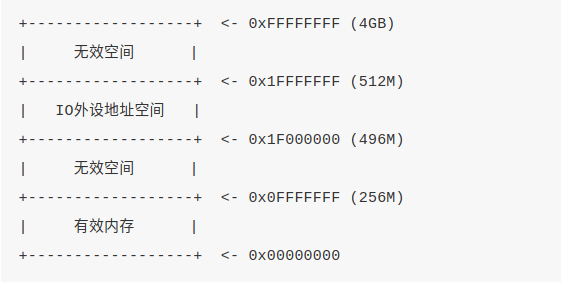 +------------------+  <- 0xFFFFFFFF (4GB)
|     无效空间      |
+------------------+  <- 0x1FFFFFFF (512M)
|   IO外设地址空间   |
+------------------+  <- 0x1F000000 (496M)
|     无效空间      |
+------------------+  <- 0x0FFFFFFF (256M)
|     有效内存      |
+------------------+  <- 0x00000000